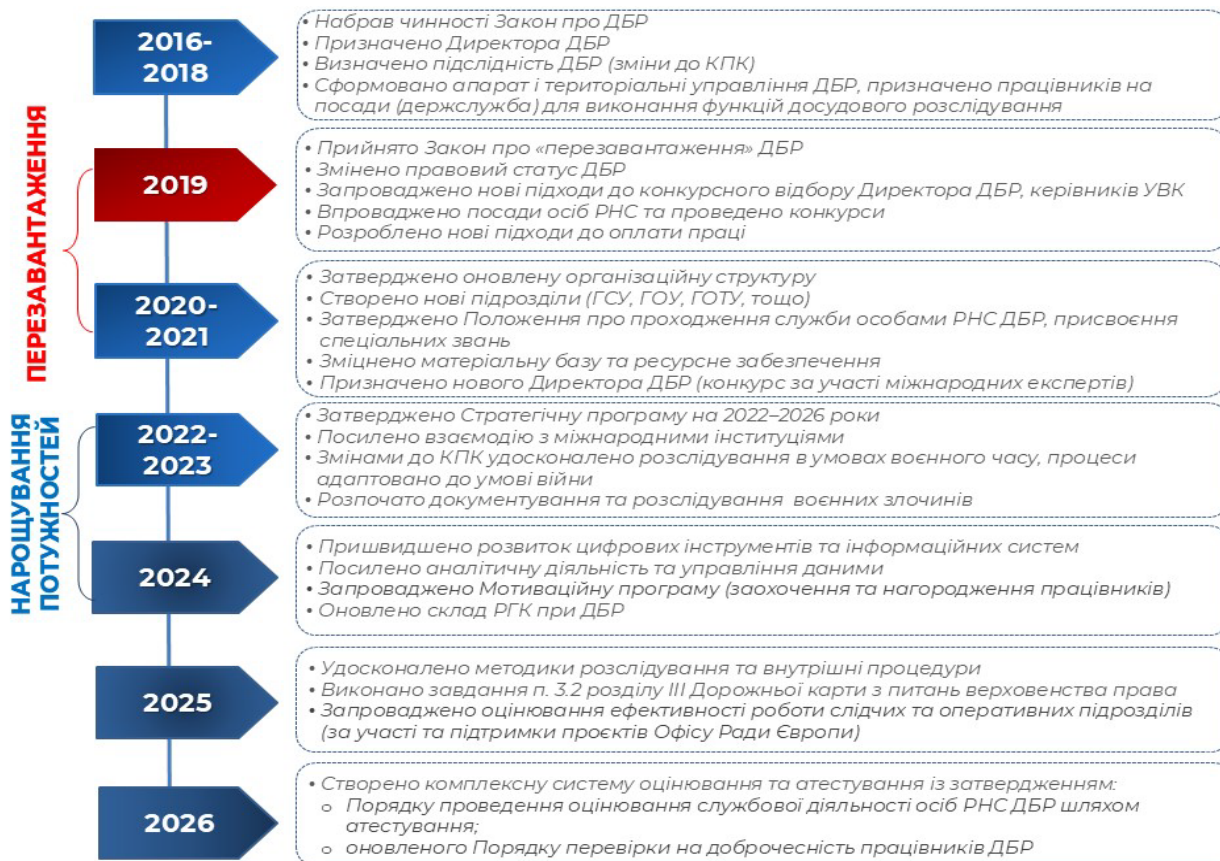 2016-
2018
• Набрав чинності Закон про ДБР
• Призначено Директора ДБР
• Визначено підслідність ДБР (зміни до КПК)
• Сформовано апарат і територіальні управління ДБР, призначено працівників на
посади (держслужба) для виконання функцій досудового розслідування
ПЕРЕЗАВАНТАЖЕННЯ
2019
• Прийнято Закон про «перезавантаження» ДБР
• Змінено правовий статус ДБР
• Запроваджено нові підходи до конкурсного відбору Директора ДБР, керівників УВК
• Впроваджено посади осіб РНС та проведено конкурси
• Розроблено нові підходи до оплати праці
2020-
2021
• Затверджено оновлену організаційну структуру
• Створено нові підрозділи (ГСУ, ГОУ, ГОТУ, тощо)
• Затверджено Положення про проходження служби особами РНС ДБР, присвоєння
спеціальних звань
• Зміцнено матеріальну базу та ресурсне забезпечення
• Призначено нового Директора ДБР (конкурс за участі міжнародних експертів)
НАРОЩУВАННЯ
ПОТУЖНОСТЕЙ
2022-
2023
• Затверджено Стратегічну програму на 2022–2026 роки
• Посилено взаємодію з міжнародними інституціями
• Змінами до КПК удосконалено розслідування в умовах воєнного часу, процеси
адаптовано до умові війни
• Розпочато документування та розслідування воєнних злочинів
2024
• Пришвидшено розвиток цифрових інструментів та інформаційних систем
• Посилено аналітичну діяльність та управління даними
• Запроваджено Мотиваційну програму (заохочення та нагородження працівників)
• Оновлено склад РГК при ДБР
2025
• Удосконалено методики розслідування та внутрішні процедури
• Виконано завдання п. 3.2 розділу III Дорожньої карти з питань верховенства права
• Запроваджено оцінювання ефективності роботи слідчих та оперативних підрозділів
(за участі та підтримки проєктів Офісу Ради Європи)
2026
• Створено комплексну систему оцінювання та атестування із затвердженням:
o Порядку проведення оцінювання службової діяльності осіб РНС ДБР шляхом
атестування;
o оновленого Порядку перевірки на доброчесність працівників ДБР